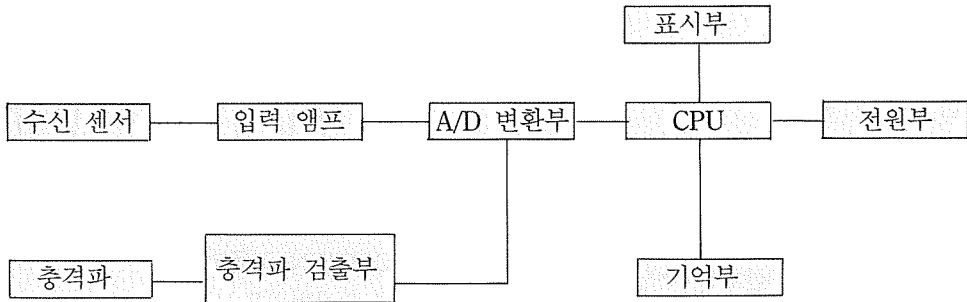 표시부
수신 센서
입력 앰프
A/D 변환부
CPU
전원부
충격파
충격파 검출부
기억부